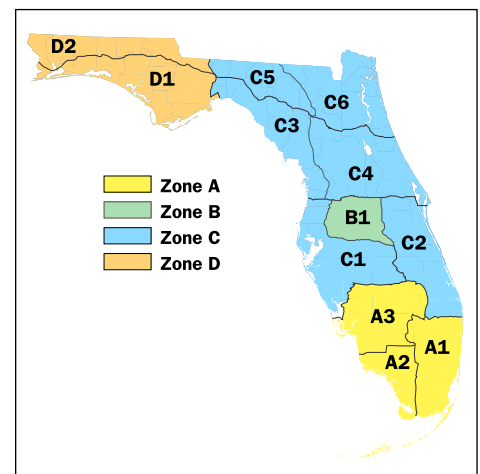 D2
D1
C5
C6
C3
C4
Zone A
Zone B
Zone C
Zone D
B1
C2
C1
A3
A1
A2